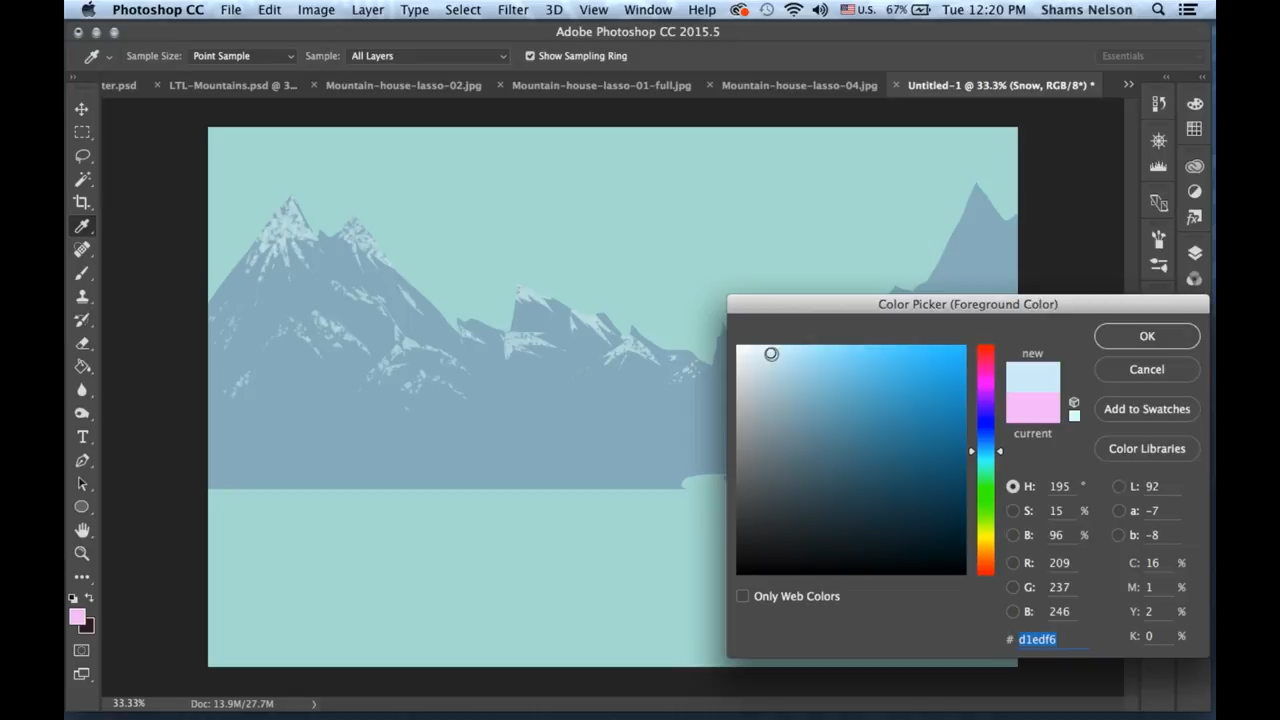 Photoshop CC File Edit Image Layer Type Select Filter 3D View Window Help U.S. 67% Tue 12:20 PM Shams Nelson
Adobe Photoshop CC 2015.5
Sample Size: Point Sample Sample: All Layers Show Sampling Ring Essentials
ter.psd × LTL-Mountains.psd @ 3... × Mountain-house-lasso-02.jpg × Mountain-house-lasso-01-full.jpg × Mountain-house-lasso-04.jpg × Untitled-1 @ 33.3% (Snow, RGB/8*) *
Color Picker (Foreground Color)
OK
new
Cancel
Add to Swatches
current
Color Libraries
H: 195 ° L: 92
S: 15 % a: -7
B: 96 % b: -8
R: 209 C: 16 %
G: 237 M: 1 %
Only Web Colors
B: 246 Y: 2 %
# d1edf6 K: 0 %
33.33% Doc: 13.9M/27.7M